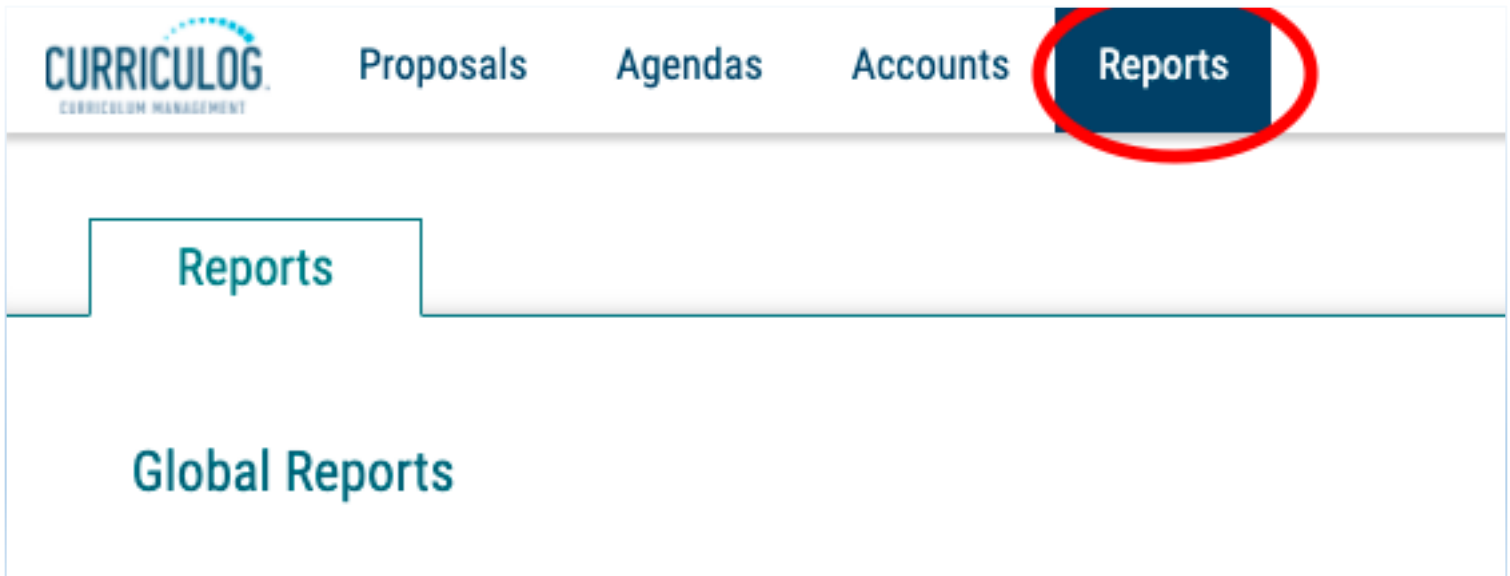 CURRICULOG
CURRICULUM MANAGEMENT
Proposals Agendas Accounts Reports
Reports
Global Reports